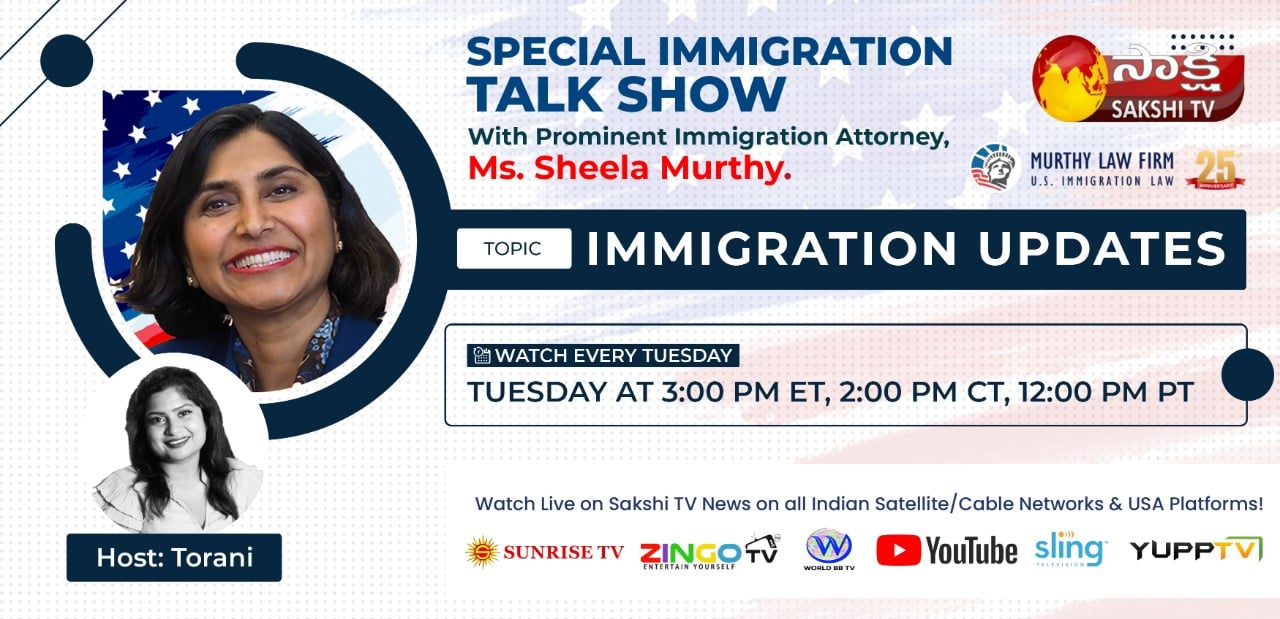 SPECIAL IMMIGRATION
TALK SHOW
With Prominent Immigration Attorney,
Ms. Sheela Murthy.
సాక్షి
SAKSHI TV
MURTHY LAW FIRM
U.S. IMMIGRATION LAW
25
ANNIVERSARY
TOPIC
IMMIGRATION UPDATES
WATCH EVERY TUESDAY
TUESDAY AT 3:00 PM ET, 2:00 PM CT, 12:00 PM PT
Host: Torani
Watch Live on Sakshi TV News on all Indian Satellite/Cable Networks & USA Platforms!
SUNRISE TV
ZINGO TV
ENTERTAIN YOURSELF
W
WORLD BB TV
YouTube
sling
TELEVISION
YUPPTV